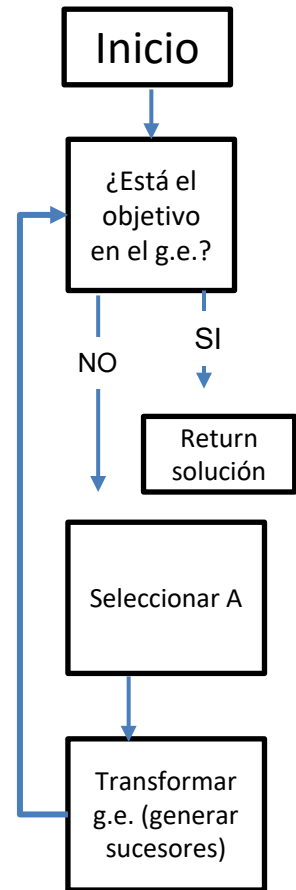 Inicio
¿Está el
objetivo
en el g.e.?
SI
NO
Return
solución
Seleccionar A
Transformar
g.e. (generar
sucesores)